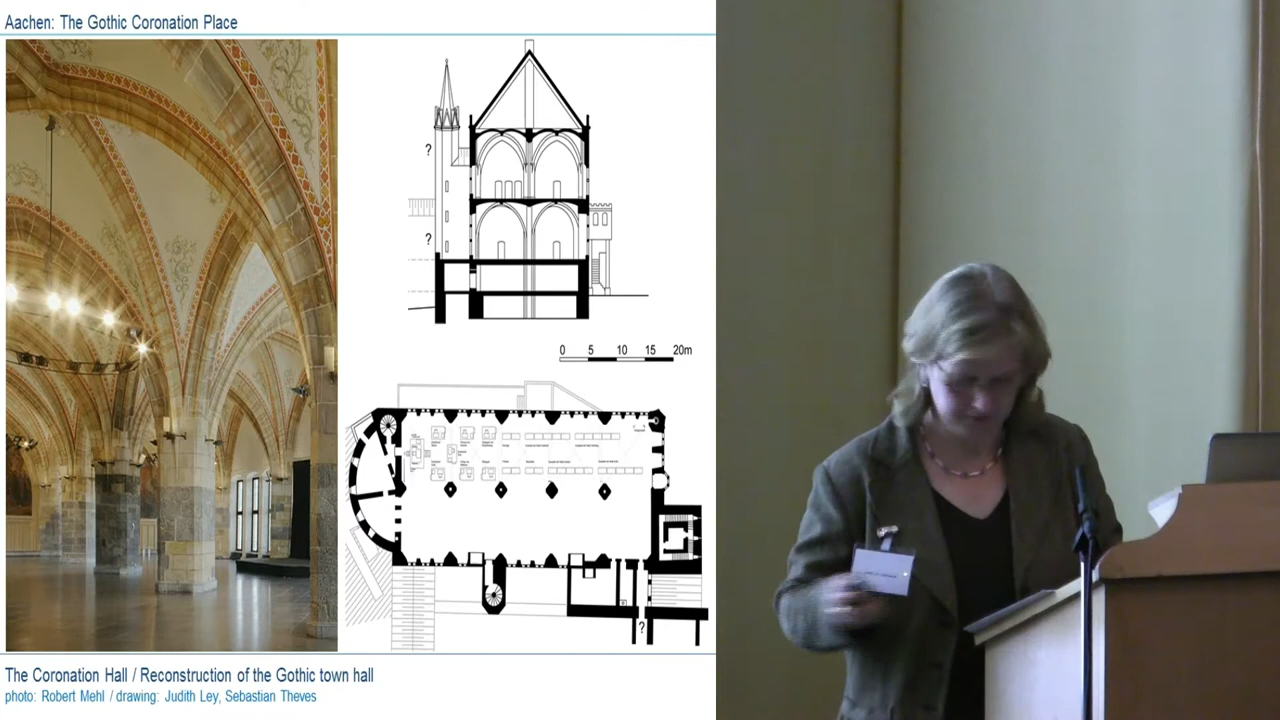 Aachen: The Gothic Coronation Place
?
?
0 5 10 15 20m
?
The Coronation Hall / Reconstruction of the Gothic town hall
photo: Robert Mehl / drawing: Judith Ley, Sebastian Theves